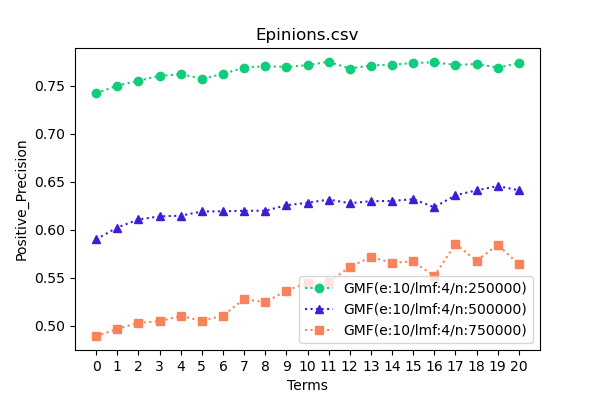 Epinions.csv
Positive_Precision
0.75
0.70
0.65
0.60
0.55
0.50
GMF(e:10/lmf:4/n:250000)
GMF(e:10/lmf:4/n:500000)
GMF(e:10/lmf:4/n:750000)
0 1 2 3 4 5 6 7 8 9 10 11 12 13 14 15 16 17 18 19 20
Terms